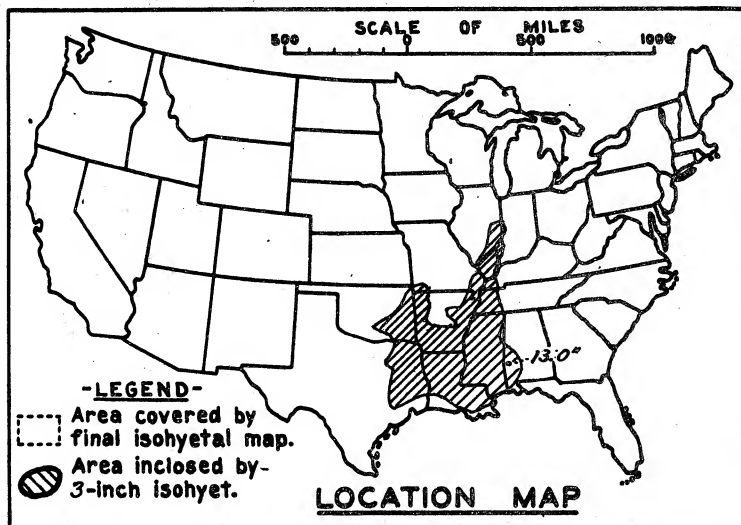 SCALE OF MILES
500 0 500 1000
13.0"
-LEGEND-
Area covered by
final isohyetal map.
Area inclosed by-
3-inch isohyet.
LOCATION MAP